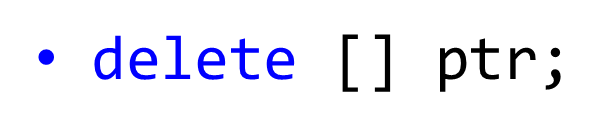 • delete [] ptr;